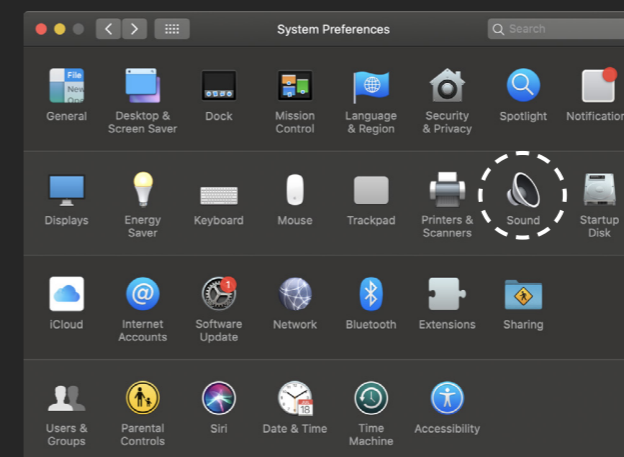 System Preferences
Search
File
New
General
Desktop &
Screen Saver
Dock
Mission
Control
Language
& Region
Security
& Privacy
Spotlight
Notification
Displays
Energy
Saver
Keyboard
Mouse
Trackpad
Printers &
Scanners
Sound
Startup
Disk
iCloud
@
Internet
Accounts
1
Software
Update
Network
Bluetooth
Extensions
Sharing
Users &
Groups
Parental
Controls
Siri
18
Date & Time
Time
Machine
Accessibility